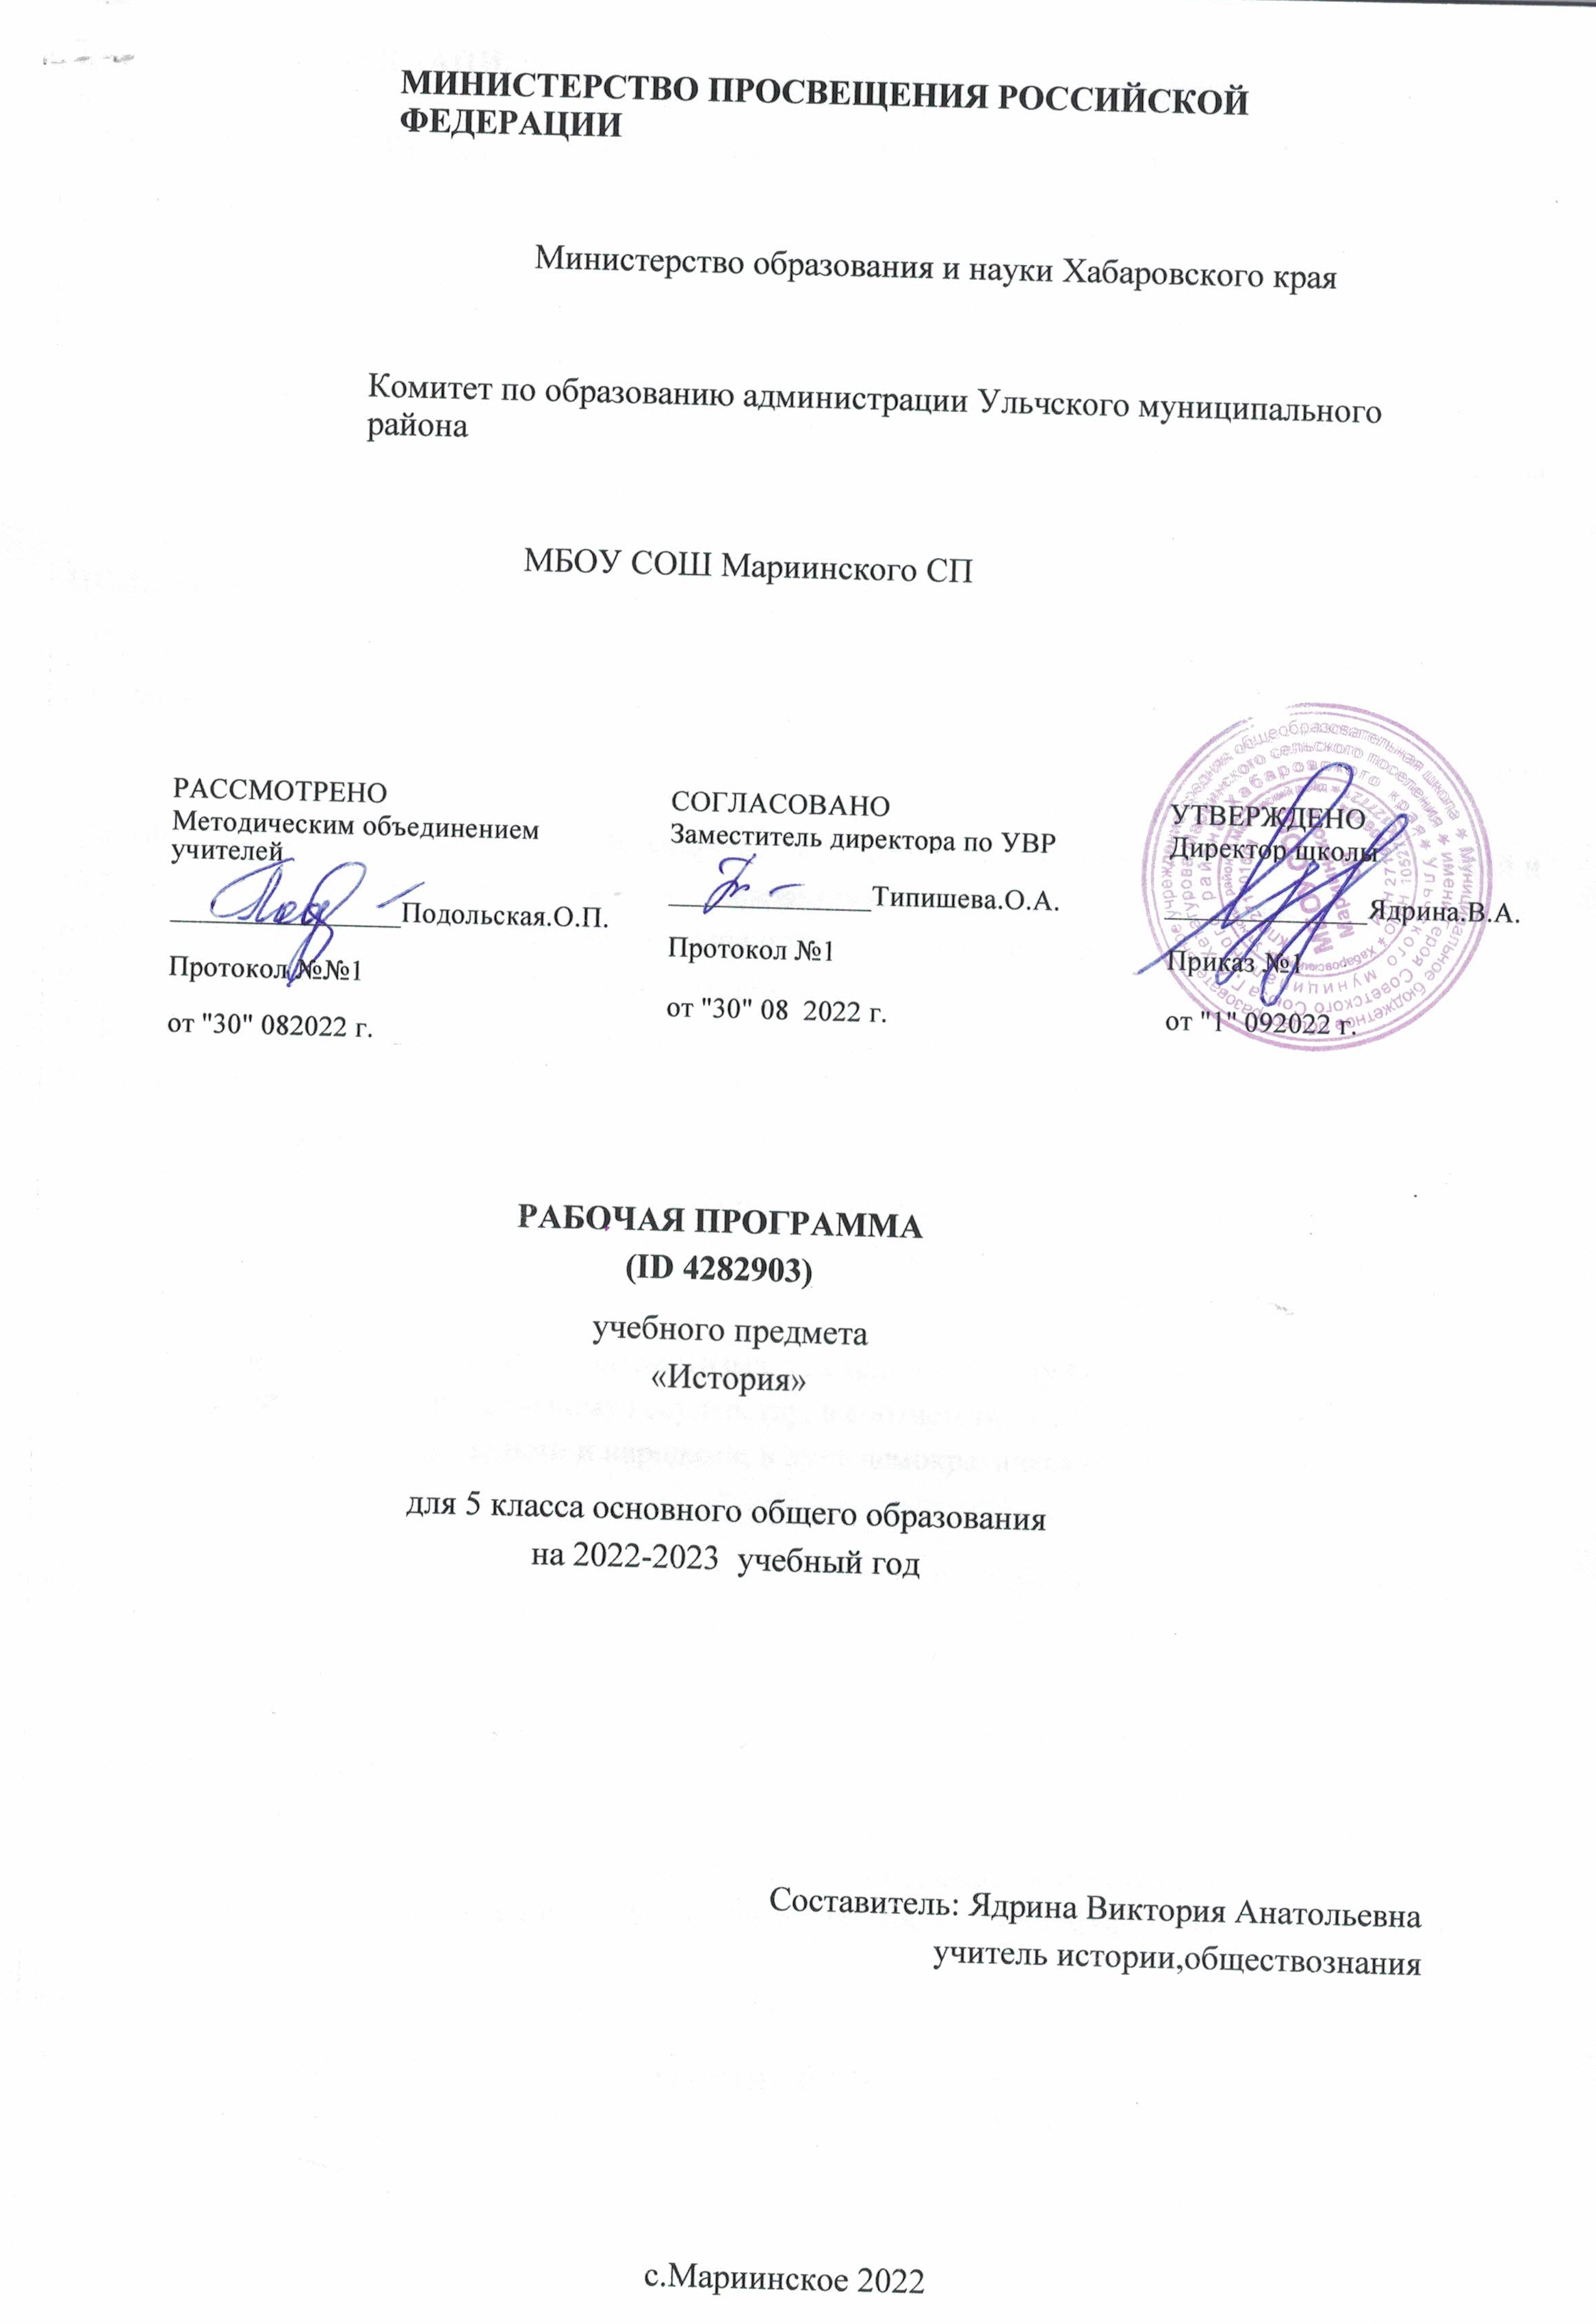 МИНИСТЕРСТВО ПРОСВЕЩЕНИЯ РОССИЙСКОЙ
ФЕДЕРАЦИИ
Министерство образования и науки Хабаровского края
Комитет по образованию администрации Ульчского муниципального
района
МБОУ СОШ Мариинского СП
РАССМОТРЕНО
Методическим объединением
учителей
Подольская.О.П.
Протокол №№1
от "30" 082022 г.
СОГЛАСОВАНО
Заместитель директора по УВР
Типишева.О.А.
Протокол №1
от "30" 08 2022 г.
УТВЕРЖДЕНО
Директор школы
Ядрина.В.А.
Приказ №1
от "1" 092022 г.
РАБОЧАЯ ПРОГРАММА
(ID 4282903)
учебного предмета
«История»
для 5 класса основного общего образования
на 2022-2023 учебный год
Составитель: Ядрина Виктория Анатольевна
учитель истории,обществознания
с.Мариинское 2022